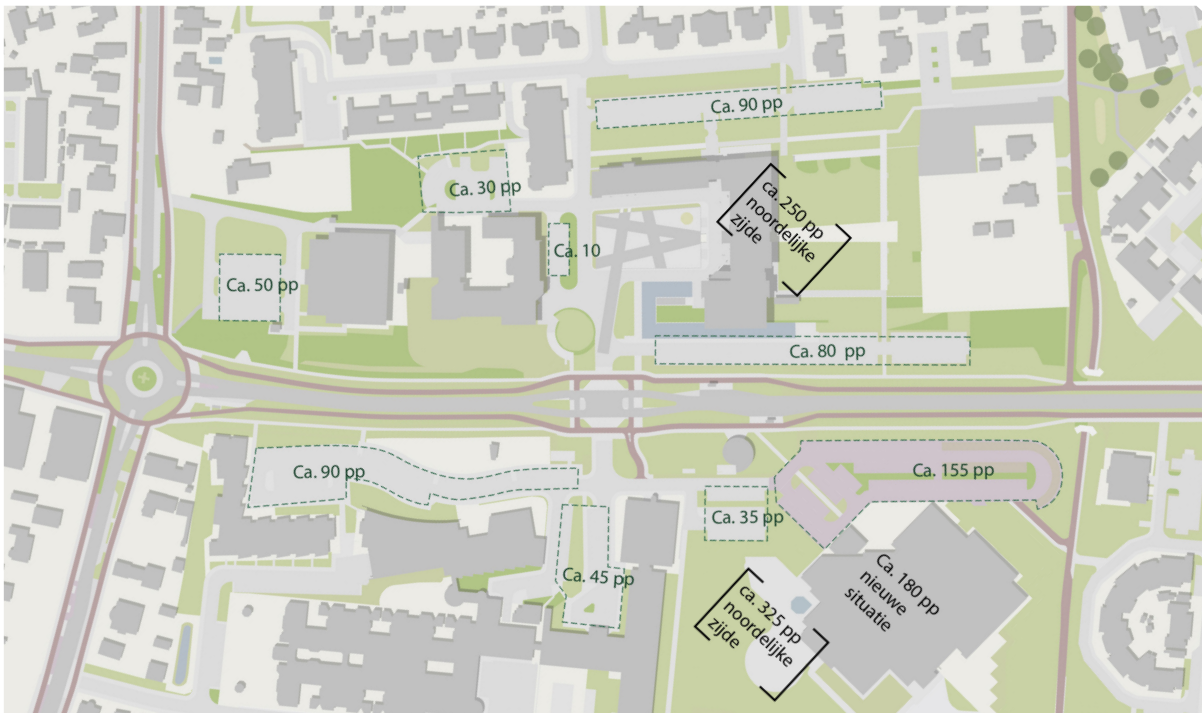 Ca. 90 pp
Ca. 30 pp
ca. 250 pp
noordelijke
zijde
Ca. 10
Ca. 50 pp
Ca. 80 pp
Ca. 90 pp
Ca. 155 pp
Ca. 35 pp
Ca. 45 pp
Ca. 180 pp
nieuwe
situatie
ca. 325 pp
noordelijke
zijde